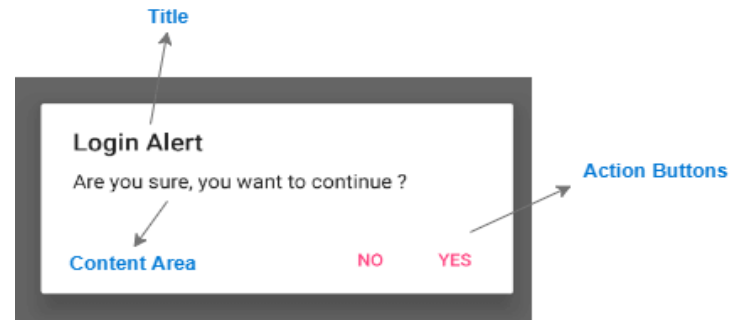 Title
Login Alert
Are you sure, you want to continue ?
Action Buttons
Content Area
NO YES